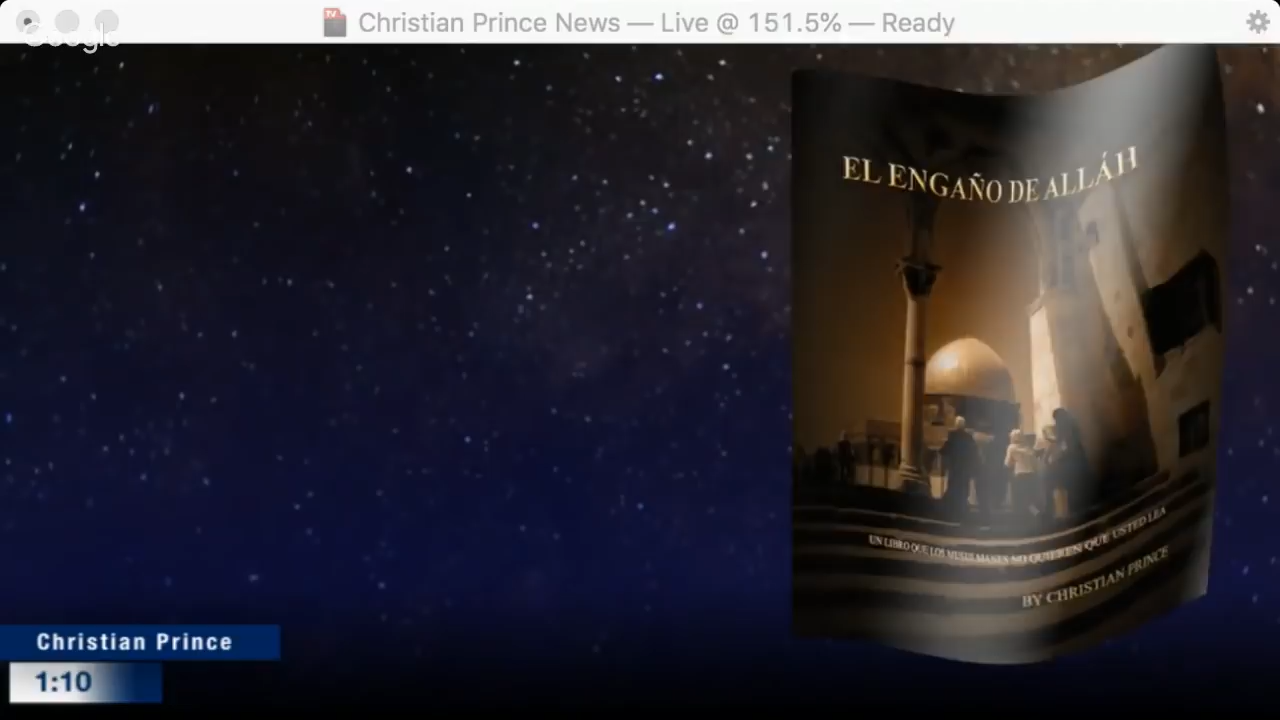 Christian Prince News — Live @ 151.5% — Ready
Google
EL ENGAÑO DE ALLÁH
UN LIBRO QUE LOS MUSULMANES NO QUIEREN QUE USTED LEA
BY CHRISTIAN PRINCE
Christian Prince
1:10